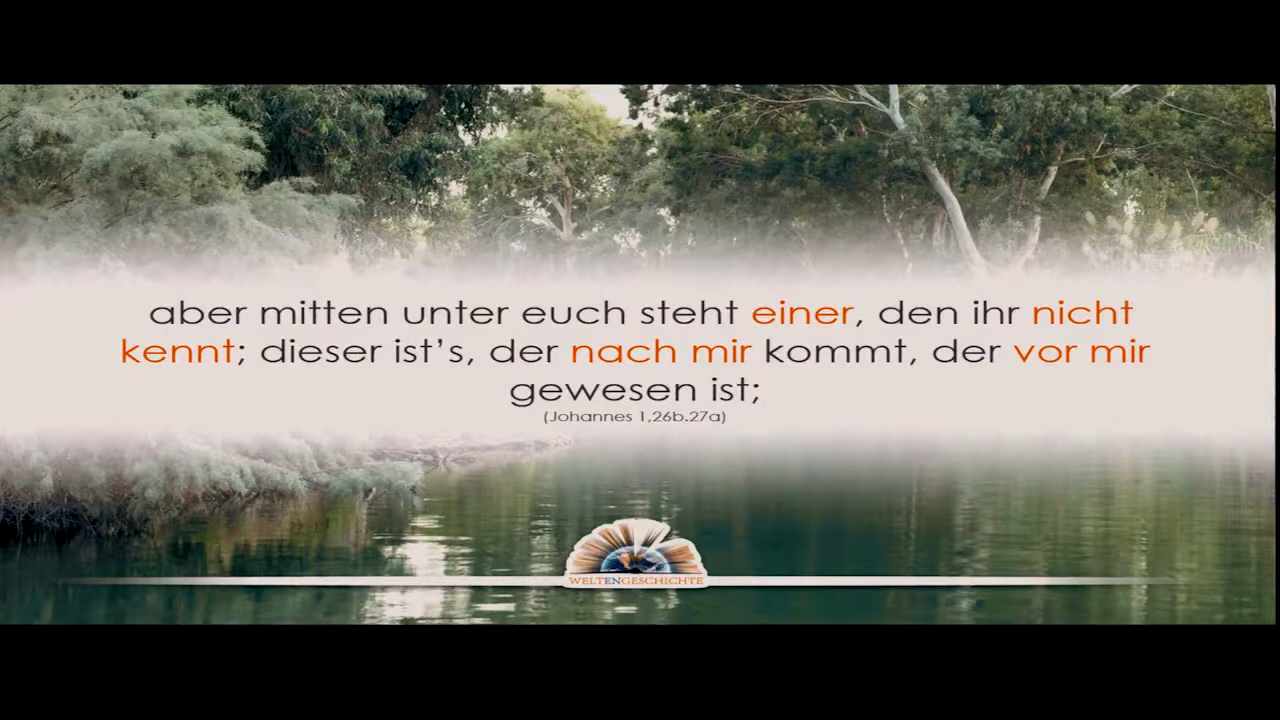 aber mitten unter euch steht einer, den ihr nicht
kennt; dieser ist’s, der nach mir kommt, der vor mir
gewesen ist;
(Johannes 1,26b.27a)
WELTENGESCHICHTE